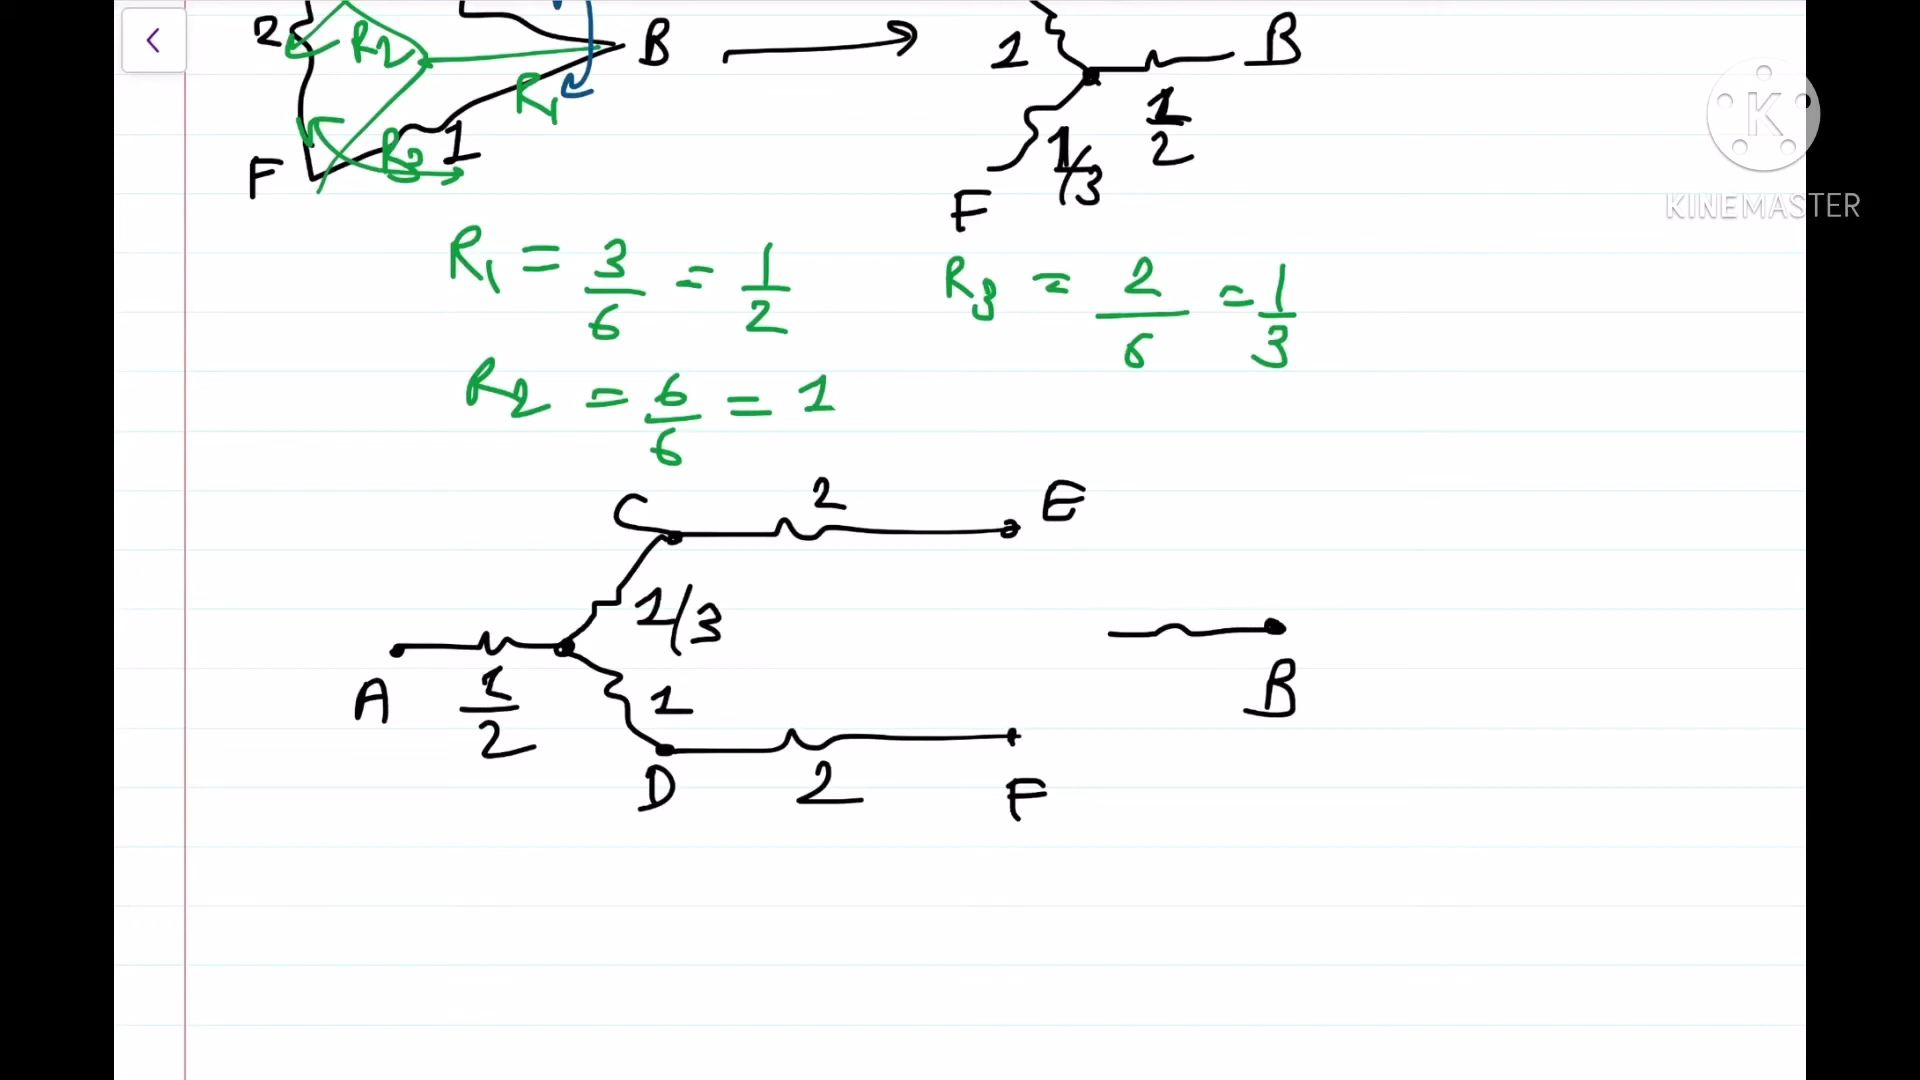 2 R2 B → 1 B
R1 1/2
F R3 1 1/3
F
KINEMASTER
R1 = 3/6 = 1/2 R3 = 2/6 = 1/3
R2 = 6/6 = 1
C 2 E
1/3
A 1/2 1 B
D 2 F